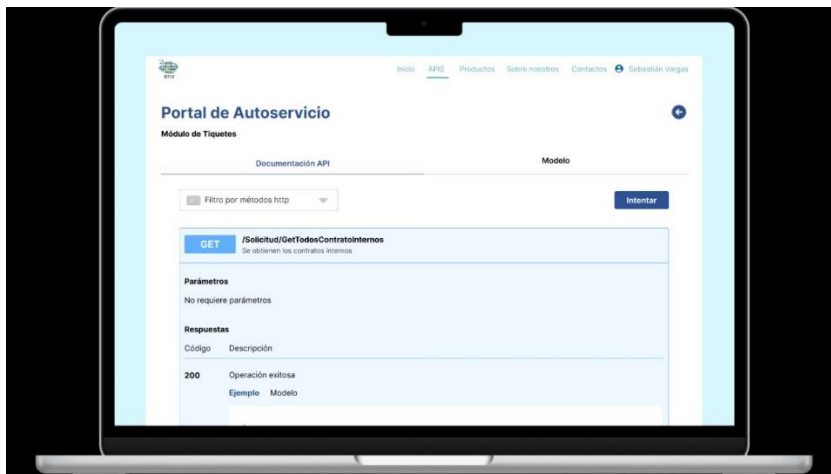 Inicio APIS Productos Sobre nosotros Contactos Sebastián Vargas
Portal de Autoservicio
Módulo de Tiquetes
Documentación API Modelo
Filtro por métodos http Intentar
GET /Solicitud/GetTodosContratoInternos
Se obtienen los contratos internos
Parámetros
No requiere parámetros
Respuestas
Código Descripción
200 Operación exitosa
Ejemplo Modelo